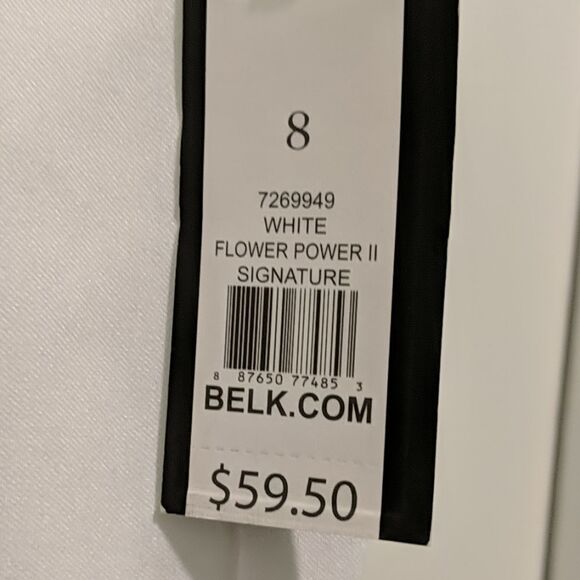 8
7269949
WHITE
FLOWER POWER II
SIGNATURE
8 87650 77485 3
BELK.COM
$59.50